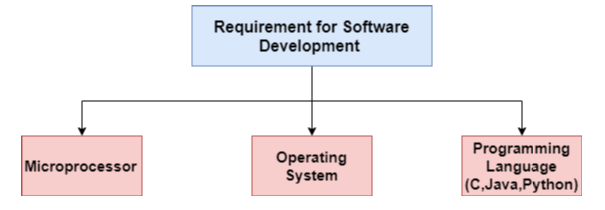 Requirement for Software
Development
Microprocessor
Operating
System
Programming
Language
(C,Java,Python)